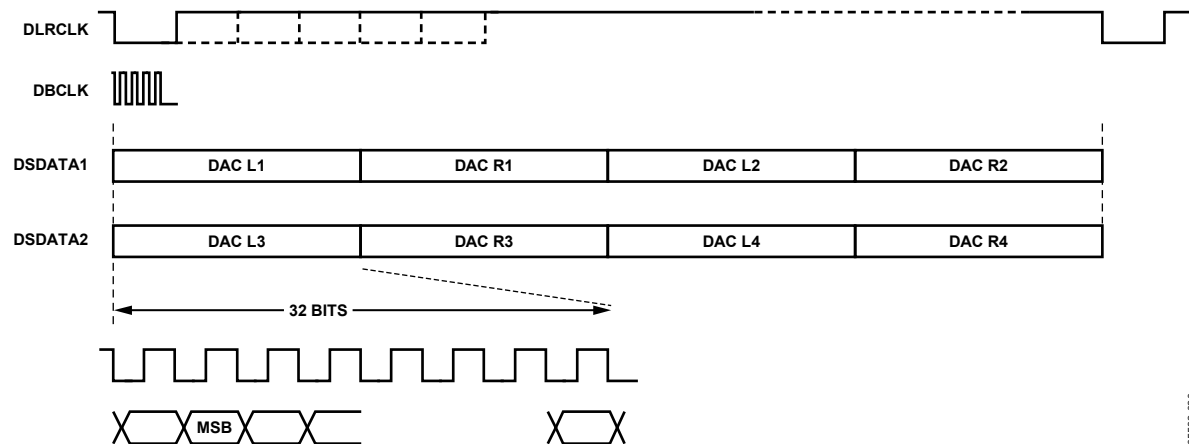 DLRCLK
DBCLK
DSDATA1 DAC L1 DAC R1 DAC L2 DAC R2
DSDATA2 DAC L3 DAC R3 DAC L4 DAC R4
32 BITS
MSB